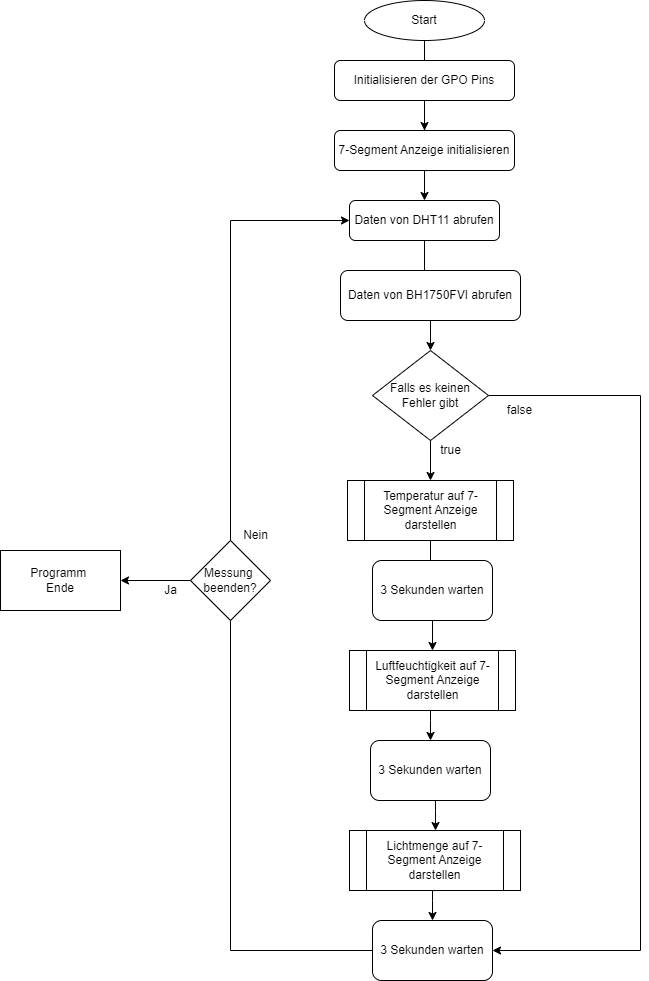 Start
Initialisieren der GPO Pins
7-Segment Anzeige initialisieren
Daten von DHT11 abrufen
Daten von BH1750FVI abrufen
Falls es keinen
Fehler gibt
false
true
Temperatur auf 7-
Segment Anzeige
darstellen
3 Sekunden warten
Luftfeuchtigkeit auf 7-
Segment Anzeige
darstellen
3 Sekunden warten
Lichtmenge auf 7-
Segment Anzeige
darstellen
3 Sekunden warten
Nein
Messung
beenden?
Ja
Programm
Ende